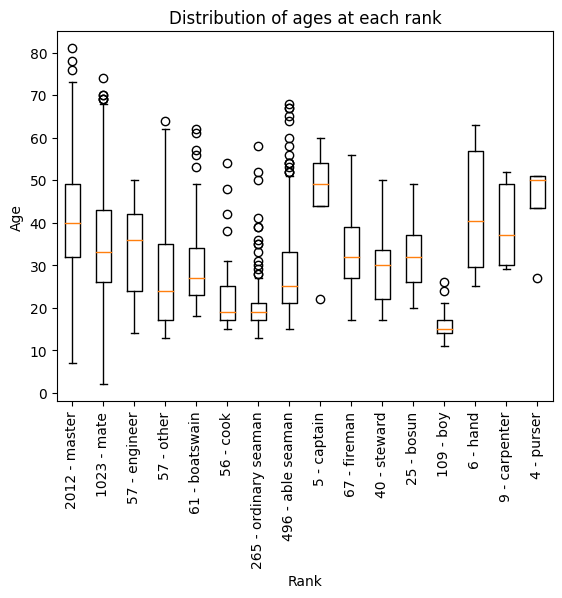 Distribution of ages at each rank
Age
80
70
60
50
40
30
20
10
0
2012 - master
1023 - mate
57 - engineer
57 - other
61 - boatswain
56 - cook
265 - ordinary seaman
496 - able seaman
5 - captain
67 - fireman
40 - steward
25 - bosun
109 - boy
6 - hand
9 - carpenter
4 - purser
Rank